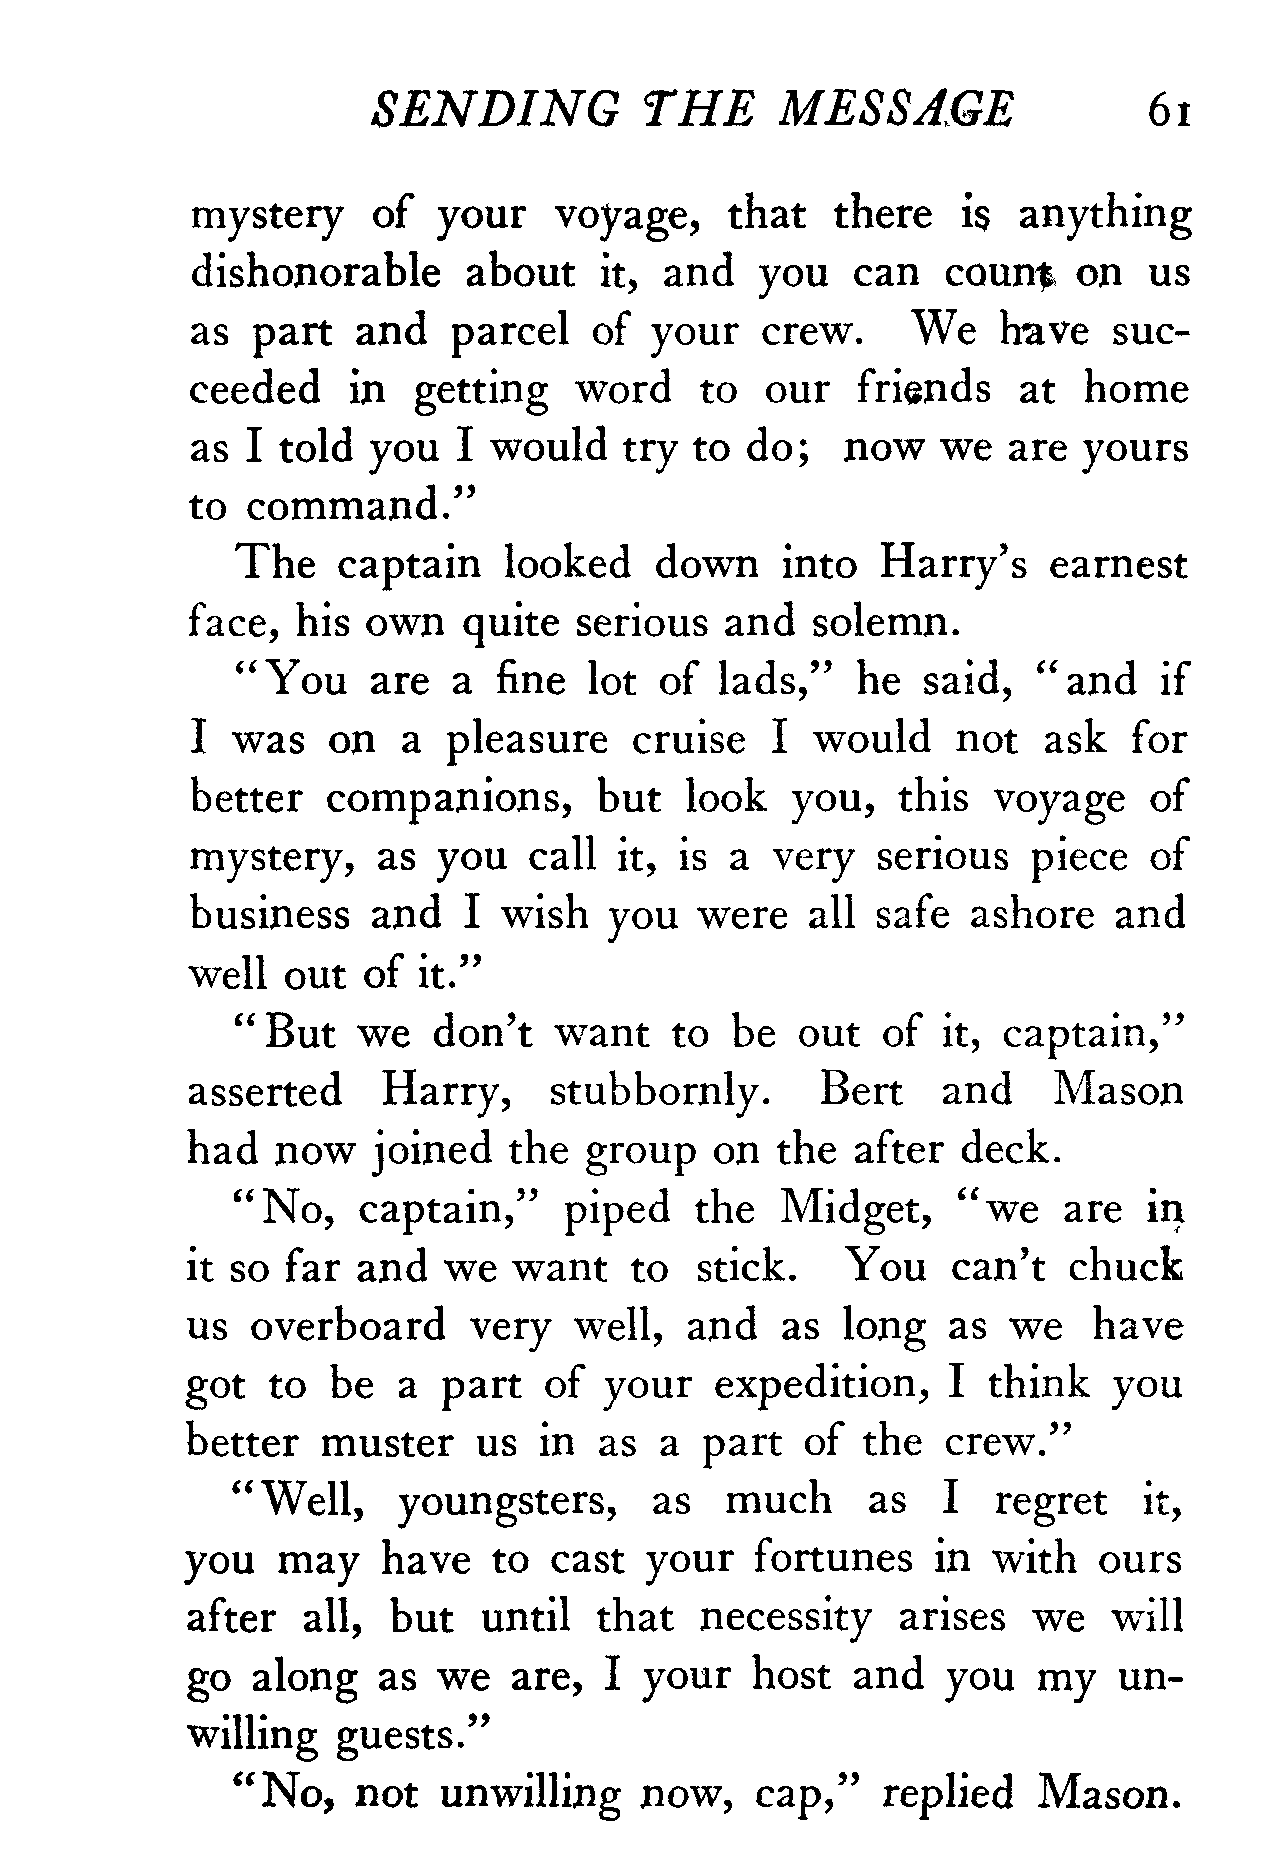 SENDING THE MESSAGE 61
mystery of your voyage, that there is anything
dishonorable about it, and you can count on us
as part and parcel of your crew. We have suc-
ceeded in getting word to our friends at home
as I told you I would try to do; now we are yours
to command."
The captain looked down into Harry's earnest
face, his own quite serious and solemn.
"You are a fine lot of lads," he said, "and if
I was on a pleasure cruise I would not ask for
better companions, but look you, this voyage of
mystery, as you call it, is a very serious piece of
business and I wish you were all safe ashore and
well out of it."
"But we don't want to be out of it, captain,"
asserted Harry, stubbornly. Bert and Mason
had now joined the group on the after deck.
"No, captain," piped the Midget, "we are in
it so far and we want to stick. You can't chuck
us overboard very well, and as long as we have
got to be a part of your expedition, I think you
better muster us in as a part of the crew."
"Well, youngsters, as much as I regret it,
you may have to cast your fortunes in with ours
after all, but until that necessity arises we will
go along as we are, I your host and you my un-
willing guests."
"No, not unwilling now, cap," replied Mason.